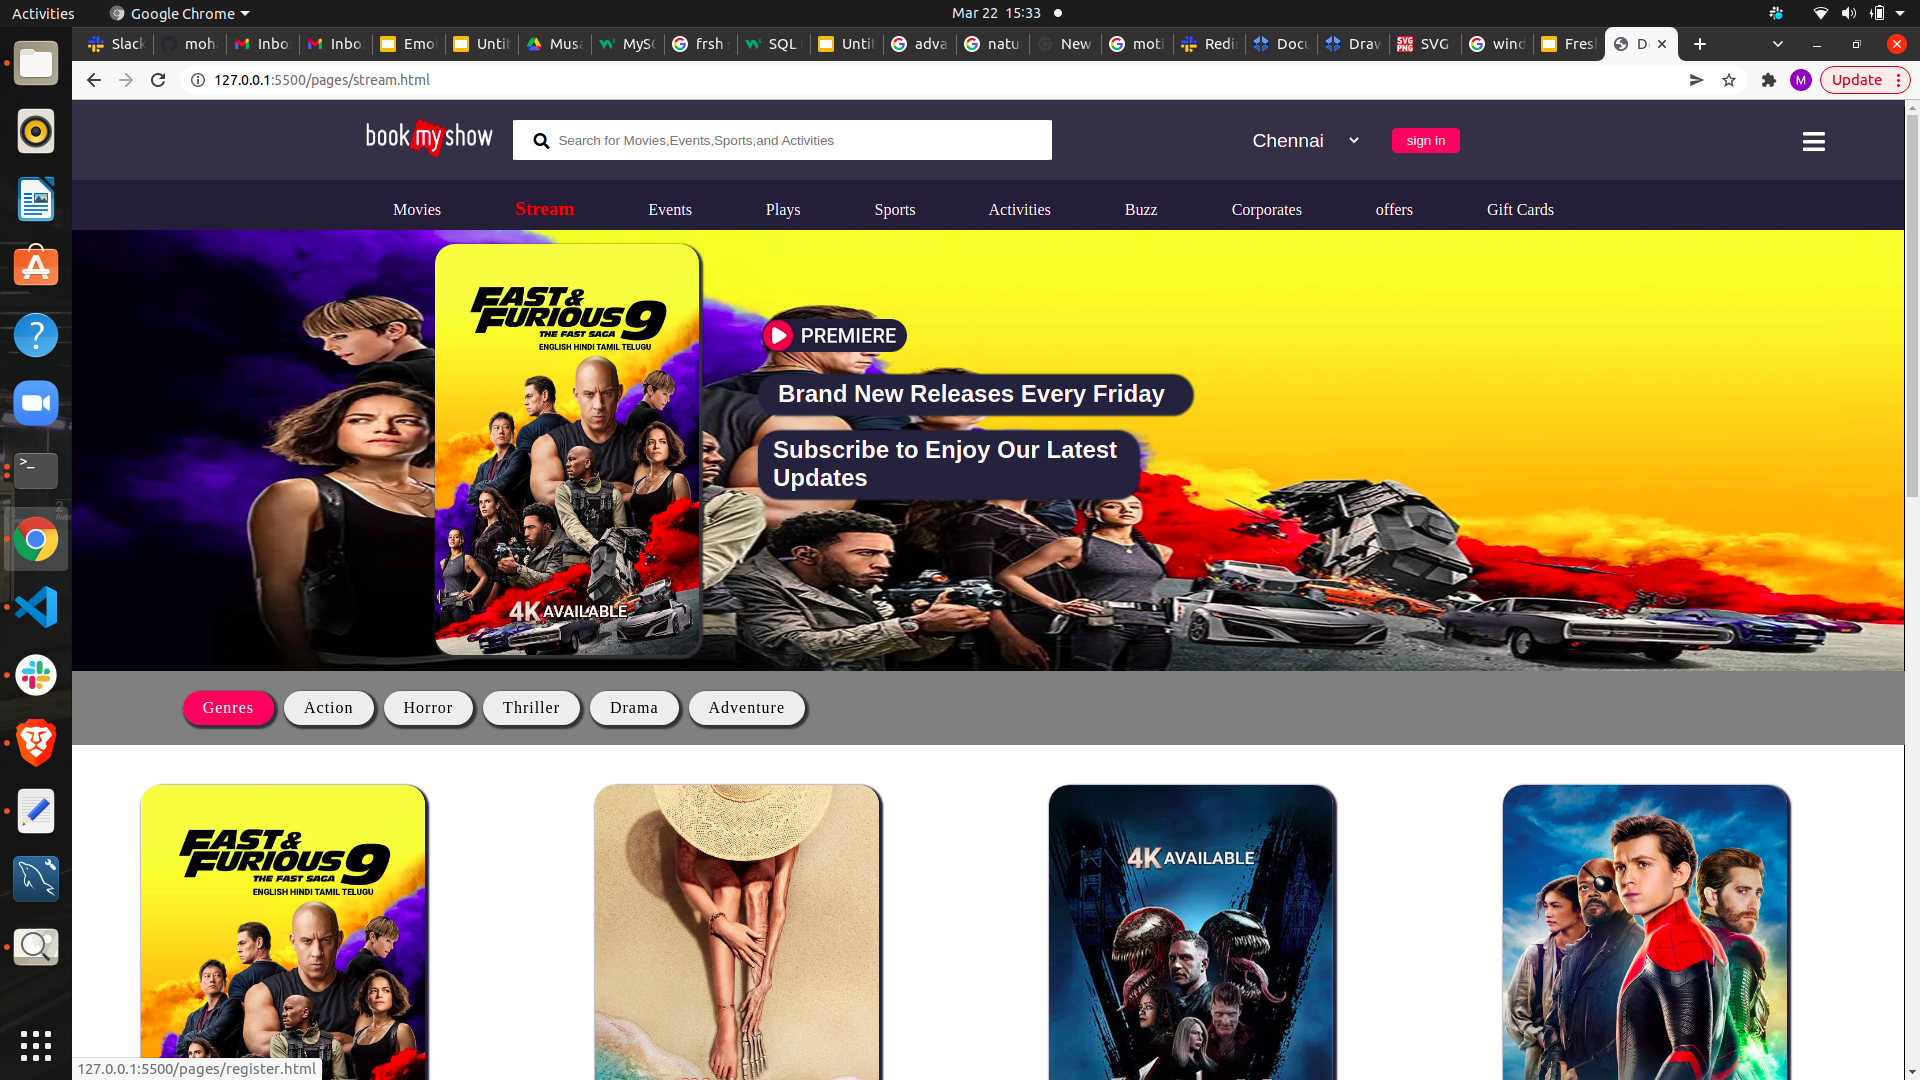 Activities Google Chrome Mar 22 15:33
Slack moh Inbo Inbo Emo Untit Musa MySQ frsh SQL Untit adva natu New moti Redi Docu Draw SVG wind Fres D
127.0.0.1:5500/pages/stream.html M Update
book my show Search for Movies,Events,Sports,and Activities Chennai sign in
Movies Stream Events Plays Sports Activities Buzz Corporates offers Gift Cards
FAST &
FURIOUS 9
THE FAST SAGA
ENGLISH HINDI TAMIL TELUGU
4K AVAILABLE
PREMIERE
Brand New Releases Every Friday
Subscribe to Enjoy Our Latest
Updates
Genres Action Horror Thriller Drama Adventure
FAST &
FURIOUS 9
THE FAST SAGA
ENGLISH HINDI TAMIL TELUGU
4K AVAILABLE
127.0.0.1:5500/pages/register.html